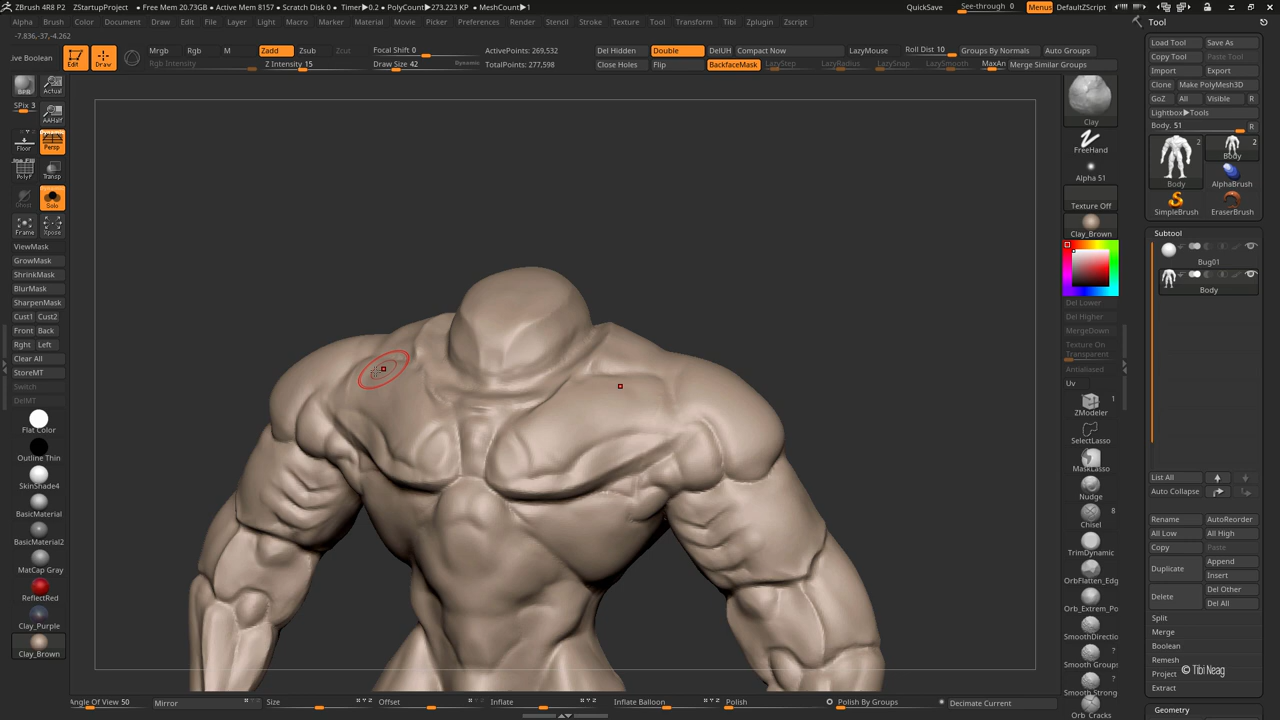 ZBrush 4R8 P2 ZStartupProject • Free Mem 20.73GB • Active Mem 8157 • Scratch Disk 0 • Timer▶0.2 • PolyCount▶273.273 KP • MeshCount▶1
QuickSave See-through 0 Menus DefaultZScript
Alpha Brush Color Document Draw Edit File Layer Light Macro Marker Material Movie Picker Preferences Render Stencil Stroke Texture Tool Transform Tibi Zplugin Zscript
-7.836,-37,-4.262
ive Boolean Edit Draw
Mrgb Rgb M Zadd Zsub Zcut Focal Shift 0 ActivePoints: 269,532 Del Hidden Double DelUH Compact Now LazyMouse Roll Dist 10 Groups By Normals Auto Groups
Rgb Intensity Z Intensity 15 Draw Size 42 Dynamic TotalPoints: 277,598 Close Holes Flip BackfaceMask LazyStep LazyRadius LazySnap LazySmooth MaxAn Merge Similar Groups
BPR Actual
SPix 3
AAHalf
Floor Persp
PolyF Transp
Ghost Solo
Frame Xpose
ViewMask
GrowMask
ShrinkMask
BlurMask
SharpenMask
Cust1 Cust2
Front Back
Rght Left
Clear All
StoreMT
Switch
DelMT
Flat Color
Outline Thin
SkinShade4
BasicMaterial
BasicMaterial2
MatCap Gray
ReflectRed
Clay_Purple
Clay_Brown
Clay
FreeHand
Alpha 51
Texture Off
Clay_Brown
Del Lower
Del Higher
MergeDown
Texture On
Transparent
Antialiased
Uv
1
ZModeler
SelectLasso
MaskLasso
Nudge
8
Chisel
TrimDynamic
OrbFlatten_Edg
Orb_Extrem_Po
SmoothDirectio
?
Smooth Groups
?
Smooth Strong
Orb_Cracks
Tool
Load Tool Save As
Copy Tool Paste Tool
Import Export
Clone Make PolyMesh3D
GoZ All Visible R
Lightbox▶Tools
Body. 51 R
2 2
Body
Body AlphaBrush
SimpleBrush EraserBrush
Subtool
Bug01
Body
List All
Auto Collapse
Rename AutoReorder
All Low All High
Copy Paste
Duplicate Append
Insert
Delete Del Other
Del All
Split
Merge
Boolean
Remesh
Project
Extract
Geometry
© Tibi Neag
Angle Of View 50 Mirror Size Offset Inflate Inflate Balloon Polish Polish By Groups Decimate Current